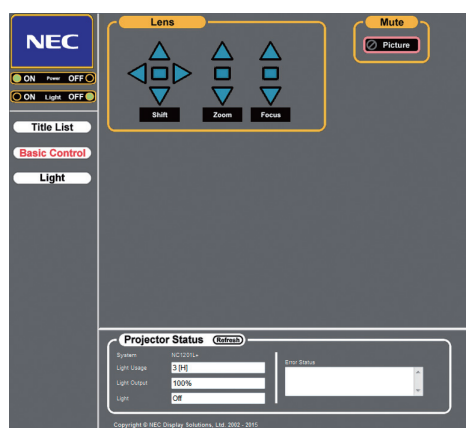 NEC
ON Power OFF
ON Light OFF
Title List
Basic Control
Light
Lens
Shift
Zoom
Focus
Mute
Picture
Projector Status
Refresh
System NC1201L+
Light Usage 3 [H]
Light Output 100%
Light Off
Error Status
Copyright © NEC Display Solutions, Ltd. 2002 - 2015